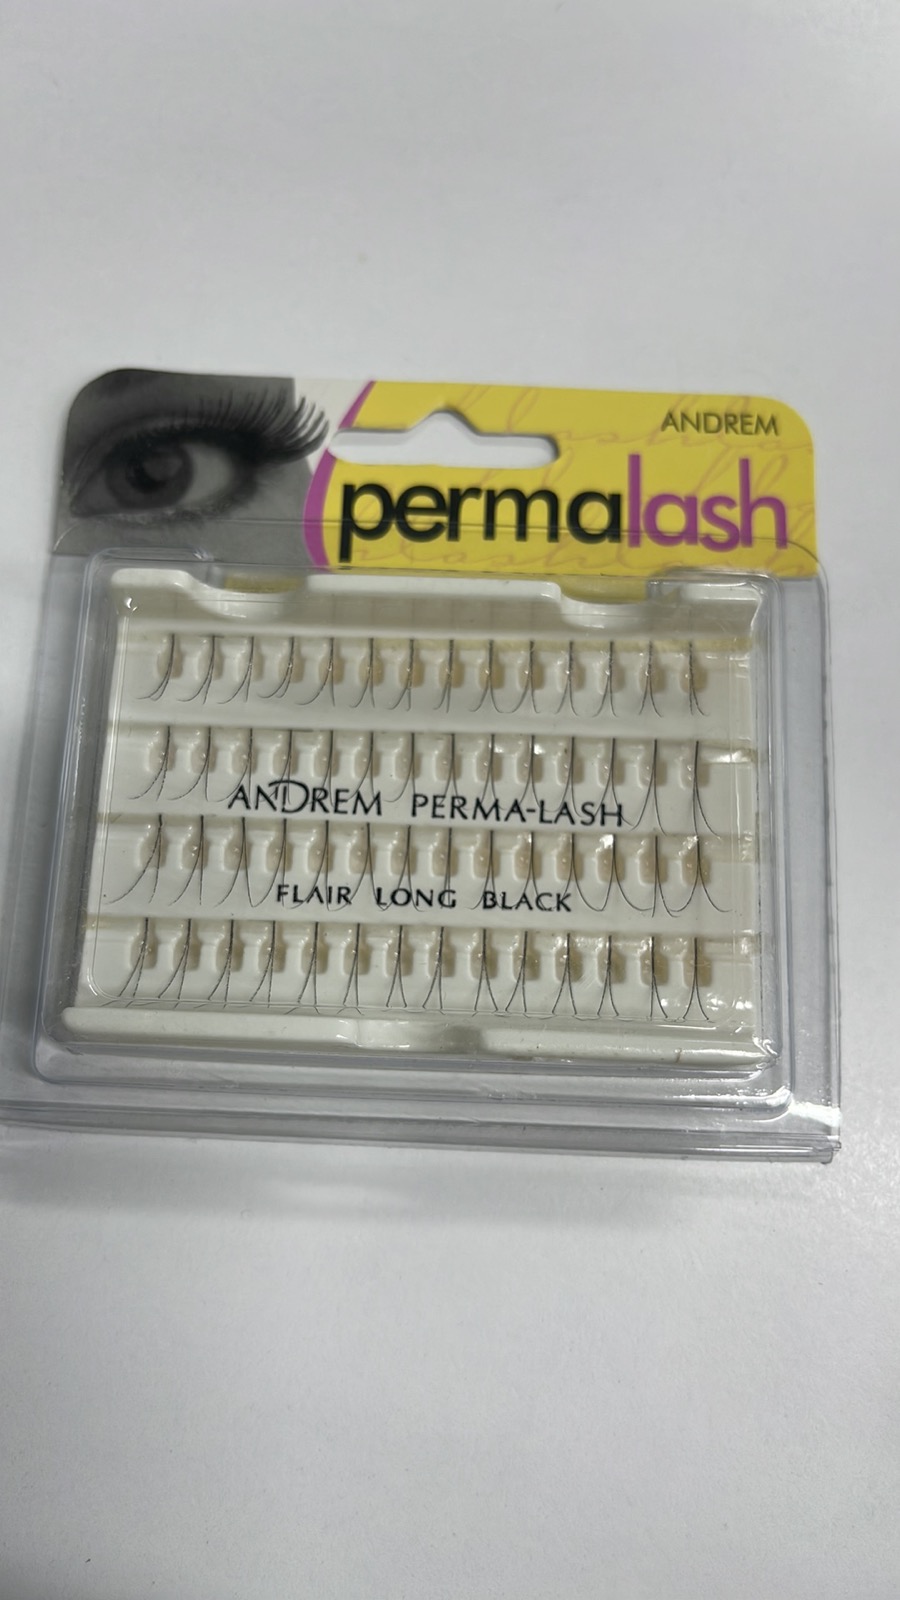 ANDREM
permalash
ANDREM PERMA-LASH
FLAIR LONG BLACK